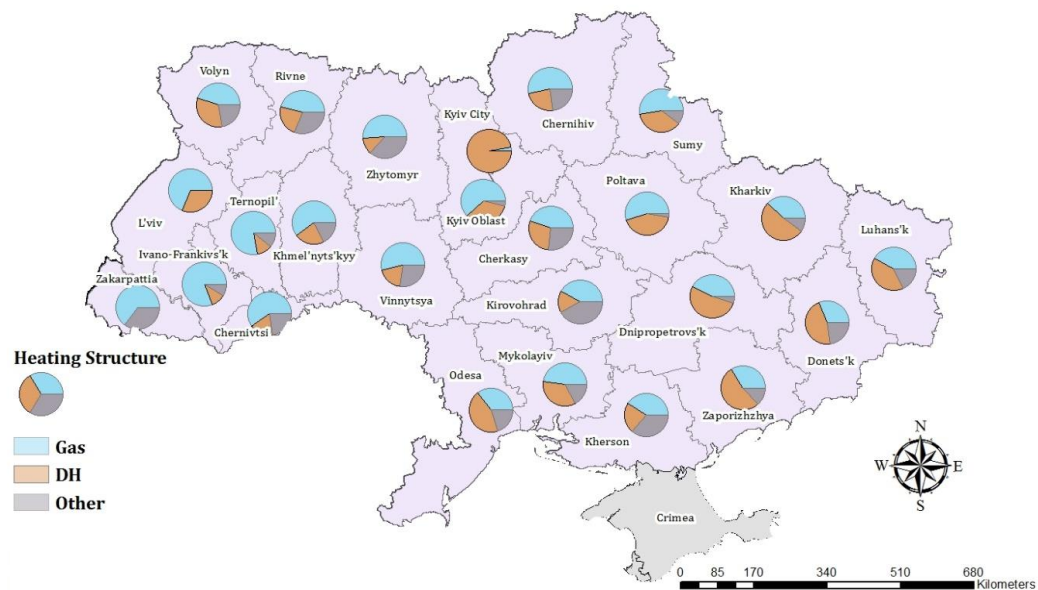 Volyn
Rivne
Kyiv City
Chernihiv
Sumy
Zhytomyr
L'viv
Ternopil'
Kyiv Oblast
Poltava
Kharkiv
Luhans'k
Ivano-Frankivs'k
Khmel'nyts'kyy
Cherkasy
Zakarpattia
Vinnytsya
Kirovohrad
Chernivtsi
Dnipropetrovs'k
Donets'k
Heating Structure
Mykolayiv
Odesa
Zaporizhzhya
Kherson
Gas
DH
Other
Crimea
N
W E
S
0 85 170 340 510 680
Kilometers